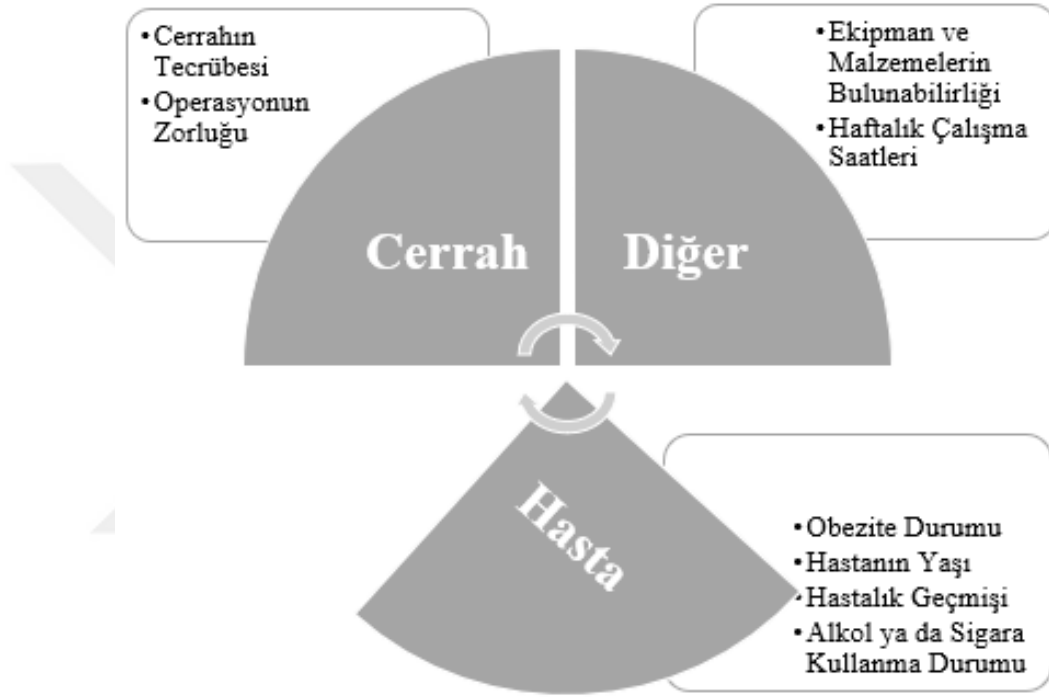 •Cerrahın
Tecrübesi
•Operasyonun
Zorluğu
•Ekipman ve
Malzemelerin
Bulunabilirliği
•Haftalık Çalışma
Saatleri
Cerrah
Diğer
Hasta
•Obezite Durumu
•Hastanın Yaşı
•Hastalık Geçmişi
•Alkol ya da Sigara
Kullanma Durumu